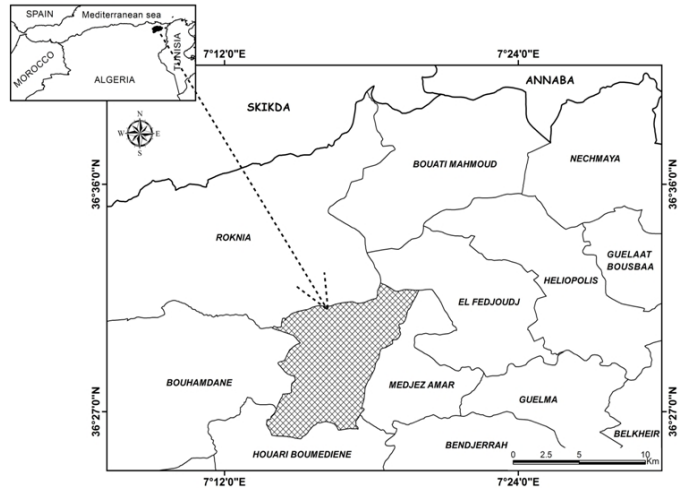 SPAIN
Mediterranean sea
MOROCCO
ALGERIA
TUNISIA
7°12'0"E
7°24'0"E
SKIKDA
ANNABA
N
W
E
S
BOUATI MAHMOUD
NECHMAYA
36°36'0"N
36°36'0"N
ROKNIA
GUELAAT
BOUSBAA
HELIOPOLIS
EL FEDJOUDJ
BOUHAMDANE
MEDJEZ AMAR
GUELMA
36°27'0"N
36°27'0"N
BELKHEIR
BENDJERRAH
HOUARI BOUMEDIENE
0 2,5 5 10
Km
7°12'0"E
7°24'0"E